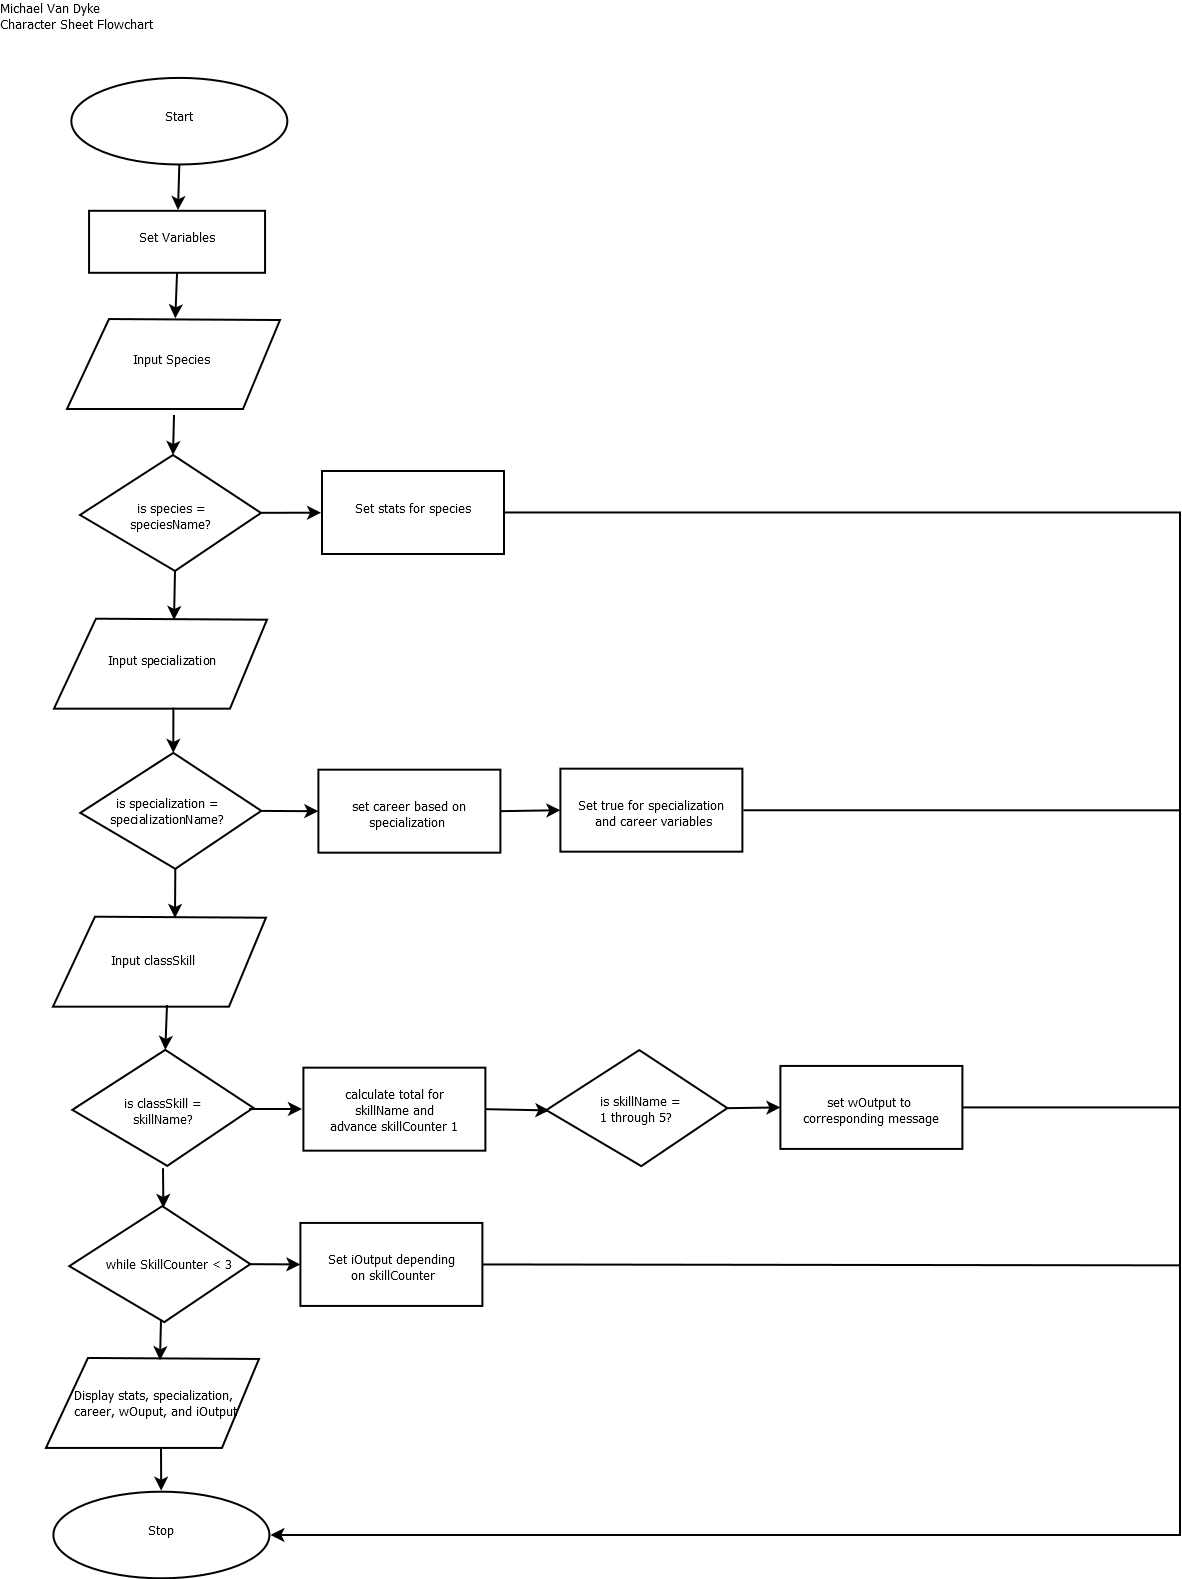 Michael Van Dyke
Character Sheet Flowchart
Start
Set Variables
Input Species
is species =
speciesName?
Set stats for species
Input specialization
is specialization =
specializationName?
set career based on
specialization
Set true for specialization
and career variables
Input classSkill
is classSkill =
skillName?
calculate total for
skillName and
advance skillCounter 1
is skillName =
1 through 5?
set wOutput to
corresponding message
while SkillCounter < 3
Set iOutput depending
on skillCounter
Display stats, specialization,
career, wOuput, and iOutput
Stop